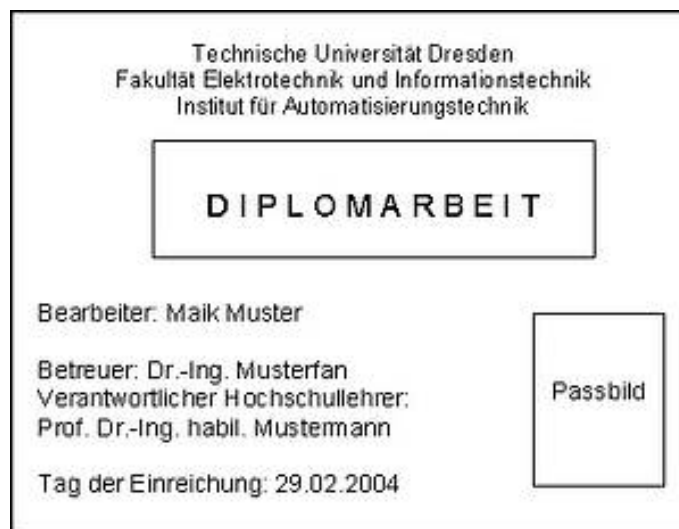 Technische Universität Dresden
Fakultät Elektrotechnik und Informationstechnik
Institut für Automatisierungstechnik
DIPLOMARBEIT
Bearbeiter: Maik Muster
Betreuer: Dr.-Ing. Musterfan
Verantwortlicher Hochschullehrer:
Prof. Dr.-Ing. habil. Mustermann
Passbild
Tag der Einreichung: 29.02.2004